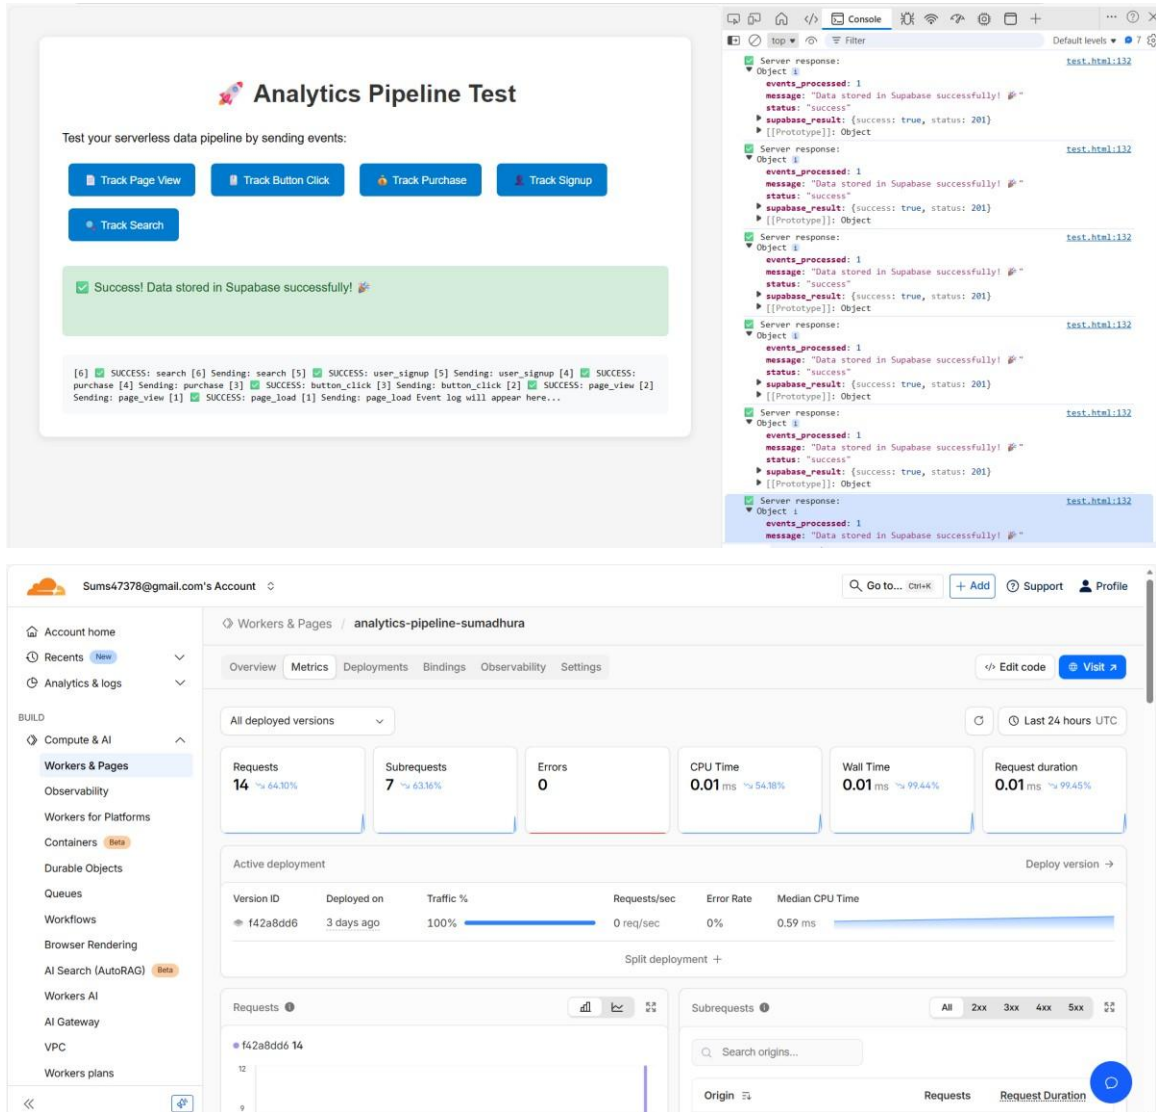 🚀 Analytics Pipeline Test
Test your serverless data pipeline by sending events:
Track Page View
Track Button Click
Track Purchase
Track Signup
Track Search
✅ Success! Data stored in Supabase successfully! 🎉
[6] ✅ SUCCESS: search [6] Sending: search [5] ✅ SUCCESS: user_signup [5] Sending: user_signup [4] ✅ SUCCESS:
purchase [4] Sending: purchase [3] ✅ SUCCESS: button_click [3] Sending: button_click [2] ✅ SUCCESS: page_view [2]
Sending: page_view [1] ✅ SUCCESS: page_load [1] Sending: page_load Event log will appear here...
Console
top ▾
Filter
Default levels ▾
7
✅ Server response: test.html:132
▼ Object i
events_processed: 1
message: "Data stored in Supabase successfully! 🎉"
status: "success"
▶ supabase_result: {success: true, status: 201}
▶ [[Prototype]]: Object
✅ Server response: test.html:132
▼ Object i
events_processed: 1
message: "Data stored in Supabase successfully! 🎉"
status: "success"
▶ supabase_result: {success: true, status: 201}
▶ [[Prototype]]: Object
✅ Server response: test.html:132
▼ Object i
events_processed: 1
message: "Data stored in Supabase successfully! 🎉"
status: "success"
▶ supabase_result: {success: true, status: 201}
▶ [[Prototype]]: Object
✅ Server response: test.html:132
▼ Object i
events_processed: 1
message: "Data stored in Supabase successfully! 🎉"
status: "success"
▶ supabase_result: {success: true, status: 201}
▶ [[Prototype]]: Object
✅ Server response: test.html:132
▼ Object i
events_processed: 1
message: "Data stored in Supabase successfully! 🎉"
status: "success"
▶ supabase_result: {success: true, status: 201}
▶ [[Prototype]]: Object
✅ Server response: test.html:132
▼ Object i
events_processed: 1
message: "Data stored in Supabase successfully! 🎉"
Sums47378@gmail.com's Account
Go to... Ctrl+K
+ Add
Support
Profile
Account home
Recents New
Analytics & logs
BUILD
Compute & AI
Workers & Pages
Observability
Workers for Platforms
Containers Beta
Durable Objects
Queues
Workflows
Browser Rendering
AI Search (AutoRAG) Beta
Workers AI
AI Gateway
VPC
Workers plans
Workers & Pages / analytics-pipeline-sumadhura
Overview Metrics Deployments Bindings Observability Settings
Edit code
Visit
All deployed versions
Last 24 hours UTC
Requests
14 64.10%
Subrequests
7 63.16%
Errors
0
CPU Time
0.01 ms 54.18%
Wall Time
0.01 ms 99.44%
Request duration
0.01 ms 99.45%
Active deployment
Deploy version →
Version ID Deployed on Traffic % Requests/sec Error Rate Median CPU Time
f42a8dd6 3 days ago 100% 0 req/sec 0% 0.59 ms
Split deployment +
Requests
f42a8dd6 14
12
9
Subrequests
All 2xx 3xx 4xx 5xx
Search origins...
Origin Requests Request Duration